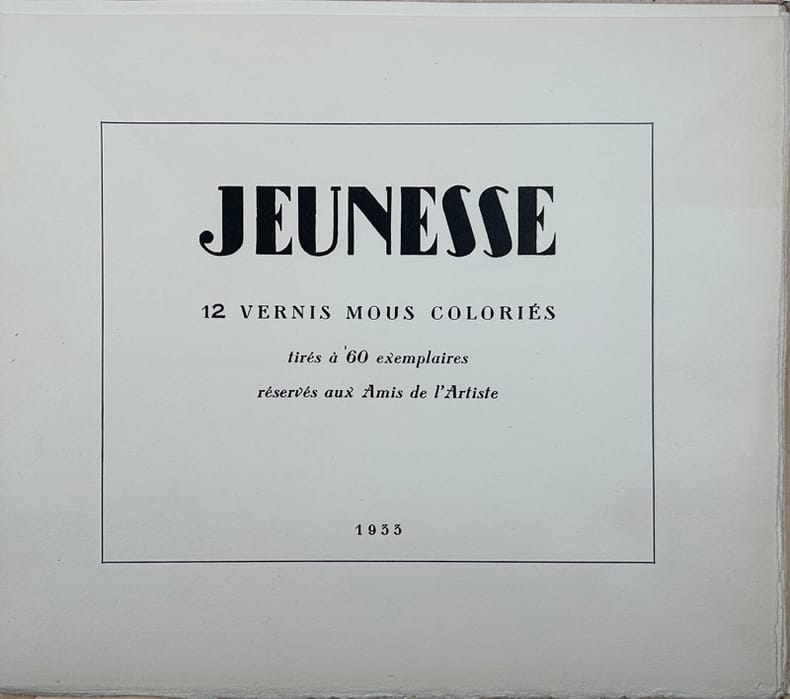 JEUNESSE
12 VERNIS MOUS COLORIÉS
tirés à 60 exemplaires
réservés aux Amis de l'Artiste
1933